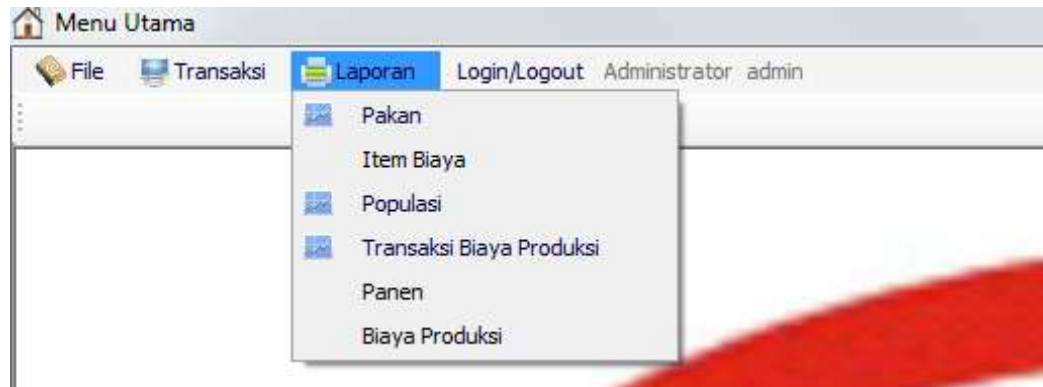 Menu Utama
File Transaksi Laporan Login/Logout Administrator admin
Pakan
Item Biaya
Populasi
Transaksi Biaya Produksi
Panen
Biaya Produksi